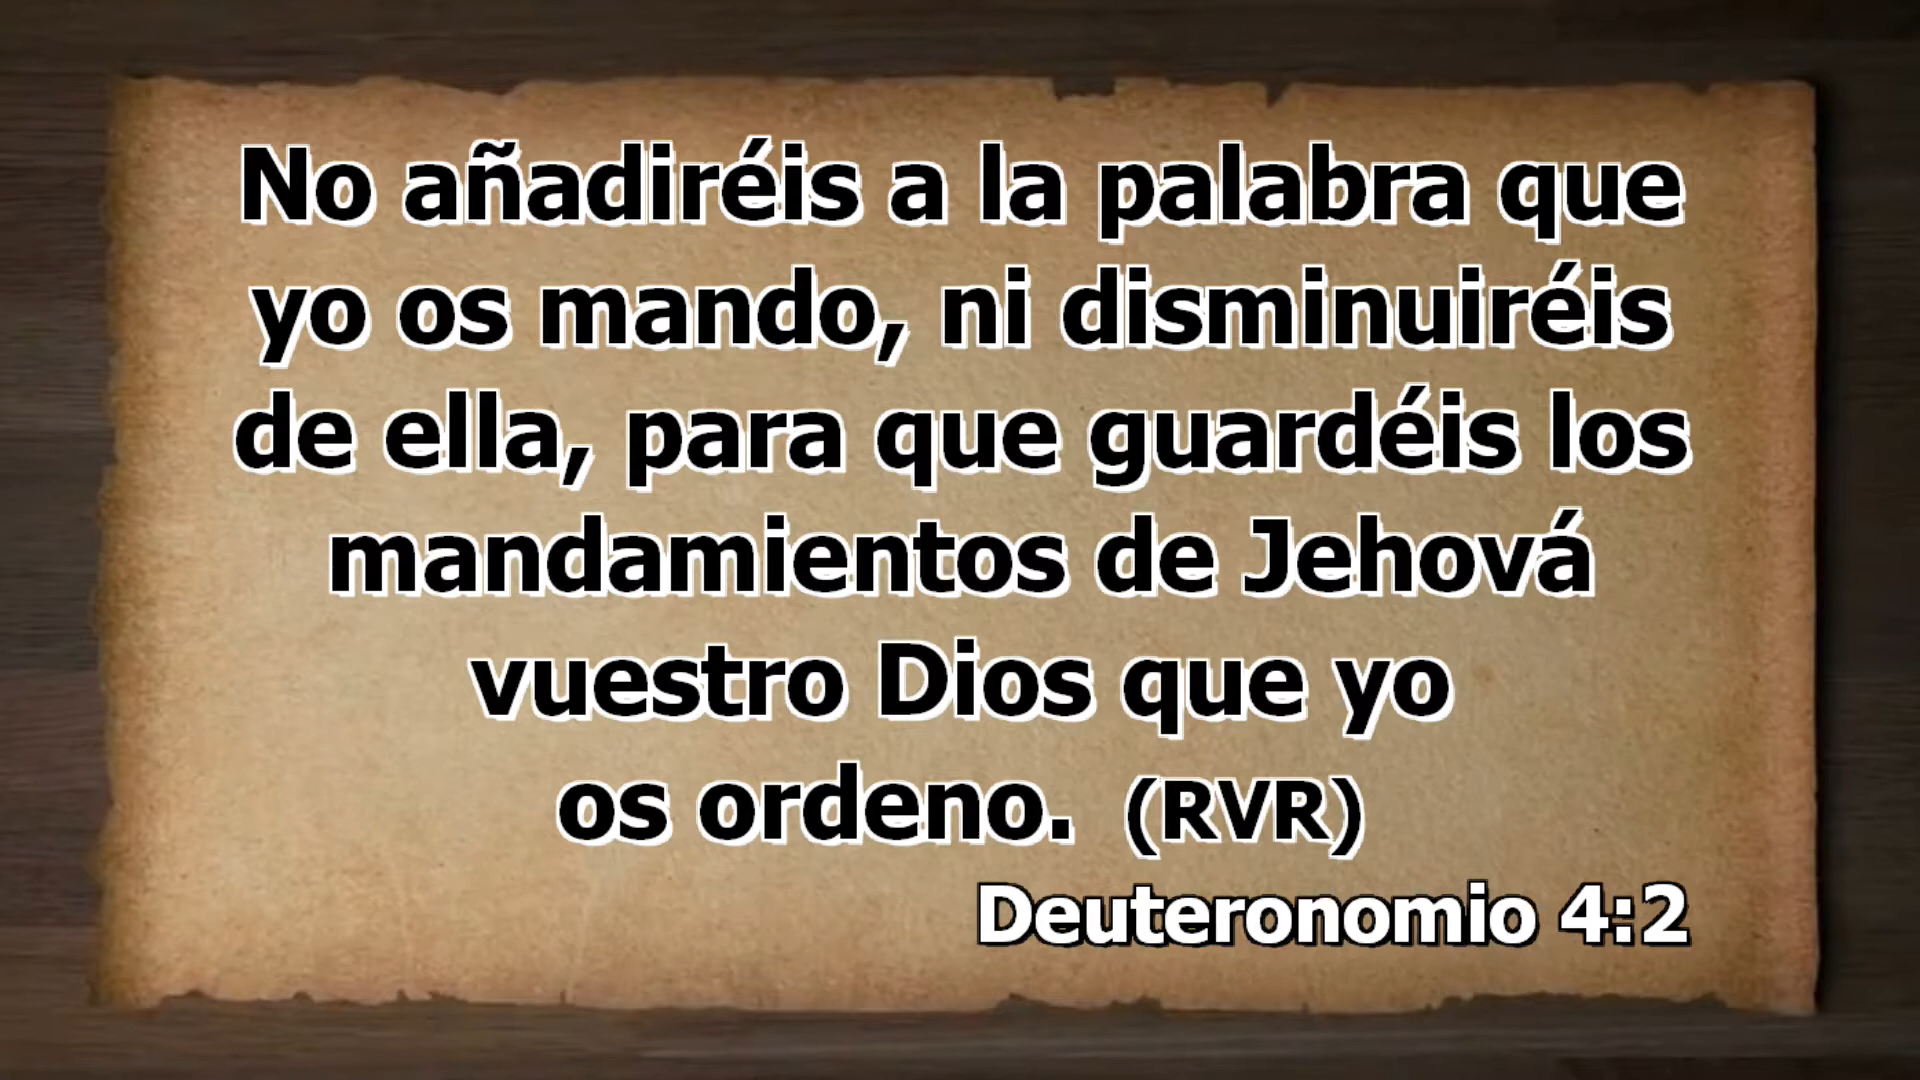 No añadiréis a la palabra que
yo os mando, ni disminuiréis
de ella, para que guardéis los
mandamientos de Jehová
vuestro Dios que yo
os ordeno. (RVR)
Deuteronomio 4:2